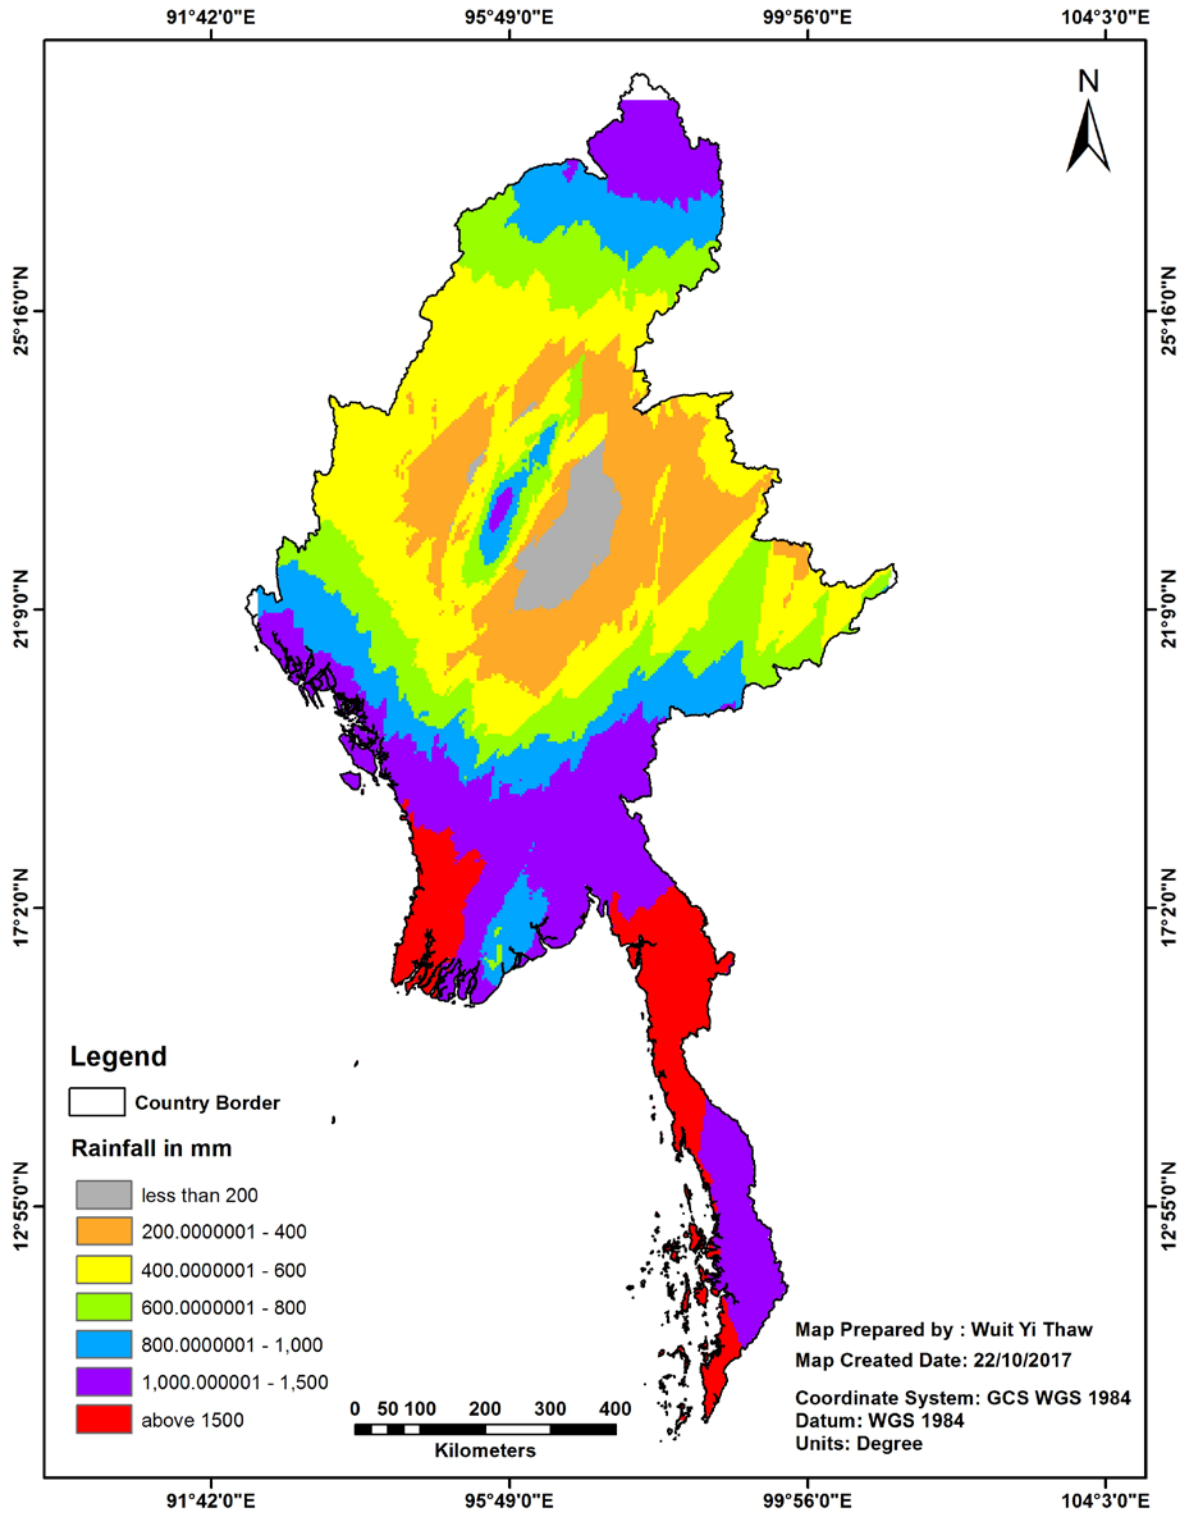 91°42'0"E 95°49'0"E 99°56'0"E 104°3'0"E
N
25°16'0"N 25°16'0"N
21°9'0"N 21°9'0"N
17°2'0"N 17°2'0"N
12°55'0"N 12°55'0"N
Legend
Country Border
Rainfall in mm
less than 200
200.0000001 - 400
400.0000001 - 600
600.0000001 - 800
800.0000001 - 1,000
1,000.000001 - 1,500
above 1500
0 50 100 200 300 400
Kilometers
Map Prepared by : Wuit Yi Thaw
Map Created Date: 22/10/2017
Coordinate System: GCS WGS 1984
Datum: WGS 1984
Units: Degree
91°42'0"E 95°49'0"E 99°56'0"E 104°3'0"E